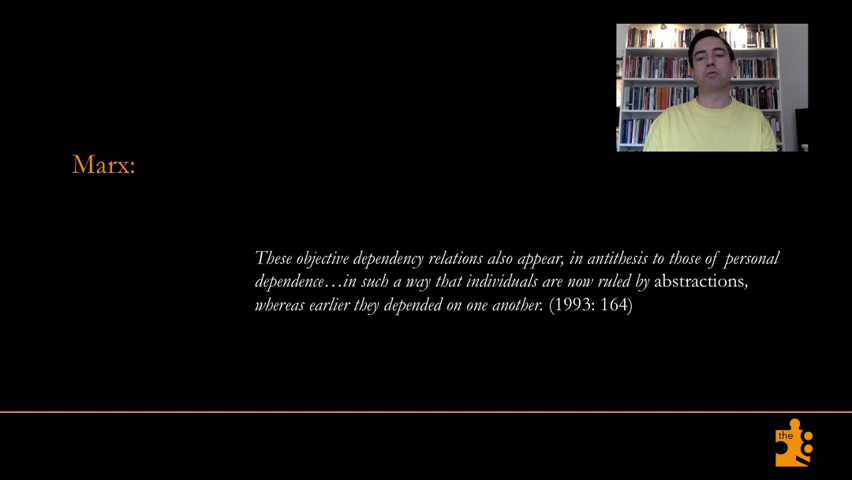 Marx:
These objective dependency relations also appear, in antithesis to those of personal
dependence…in such a way that individuals are now ruled by abstractions,
whereas earlier they depended on one another. (1993: 164)
the